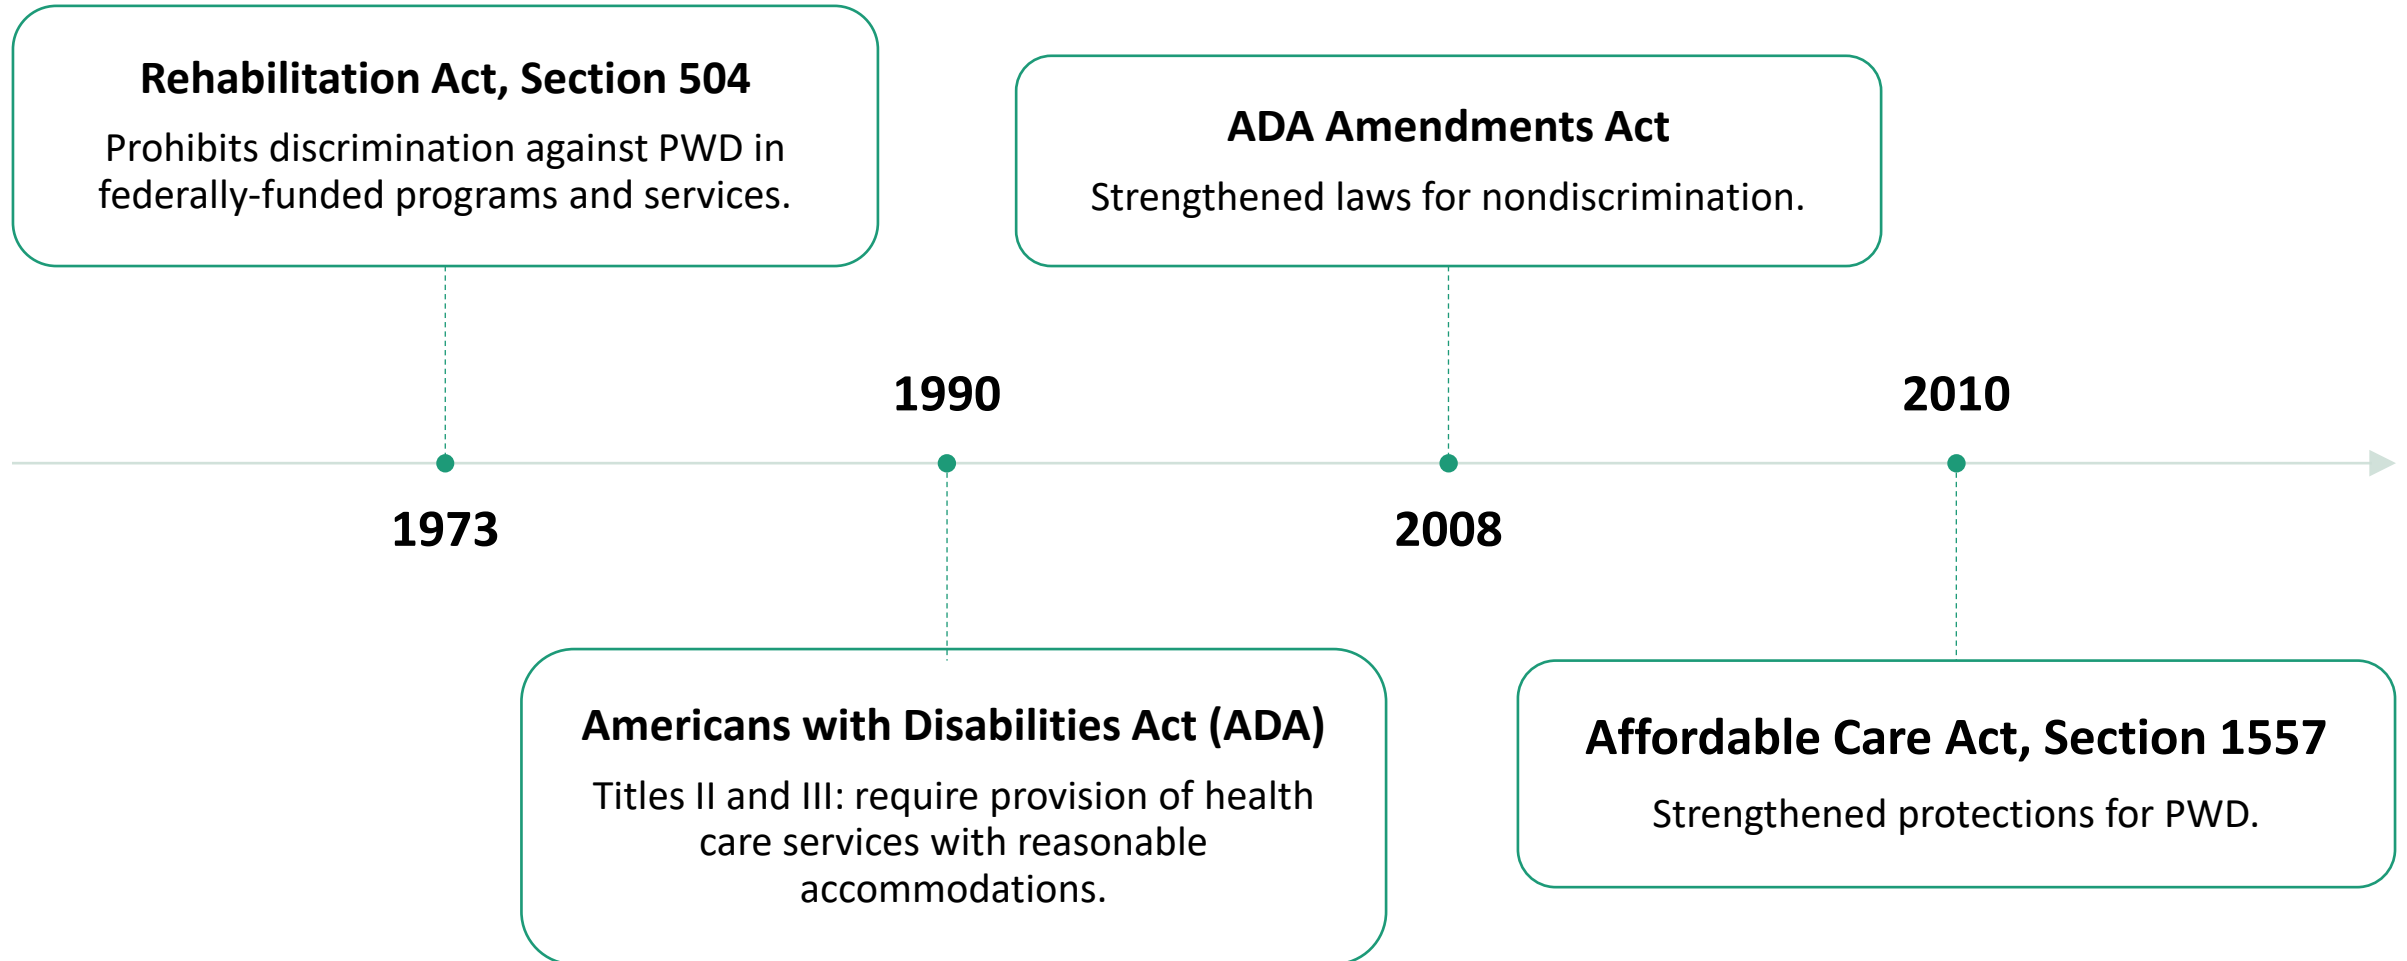 Rehabilitation Act, Section 504
Prohibits discrimination against PWD in
federally-funded programs and services.
1973
1990
Americans with Disabilities Act (ADA)
Titles II and III: require provision of health
care services with reasonable
accommodations.
ADA Amendments Act
Strengthened laws for nondiscrimination.
2008
2010
Affordable Care Act, Section 1557
Strengthened protections for PWD.